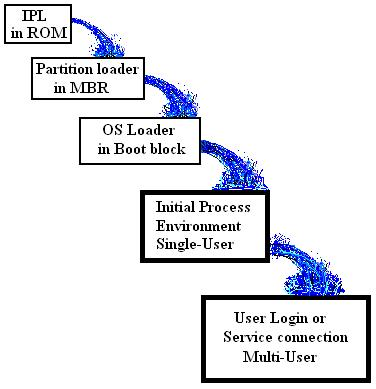 IPL
in ROM
Partition loader
in MBR
OS Loader
in Boot block
Initial Process
Environment
Single-User
User Login or
Service connection
Multi-User